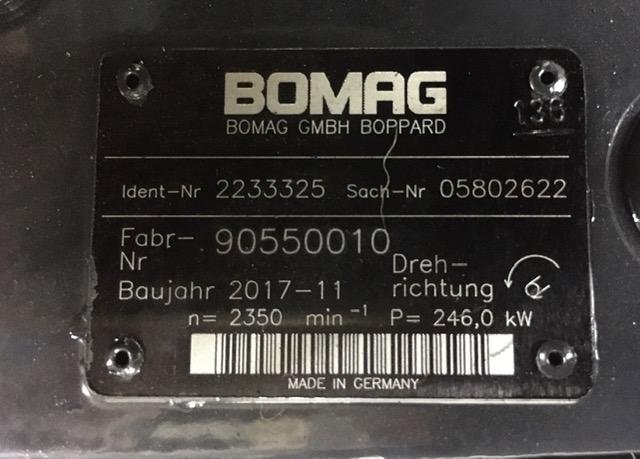 BOMAG
BOMAG GMBH BOPPARD
136
Ident-Nr 2233325 Sach-Nr 05802622
Fabr-Nr 90550010
Baujahr 2017-11 Dreh-richtung
n= 2350 min⁻¹ P= 246,0 kW
MADE IN GERMANY